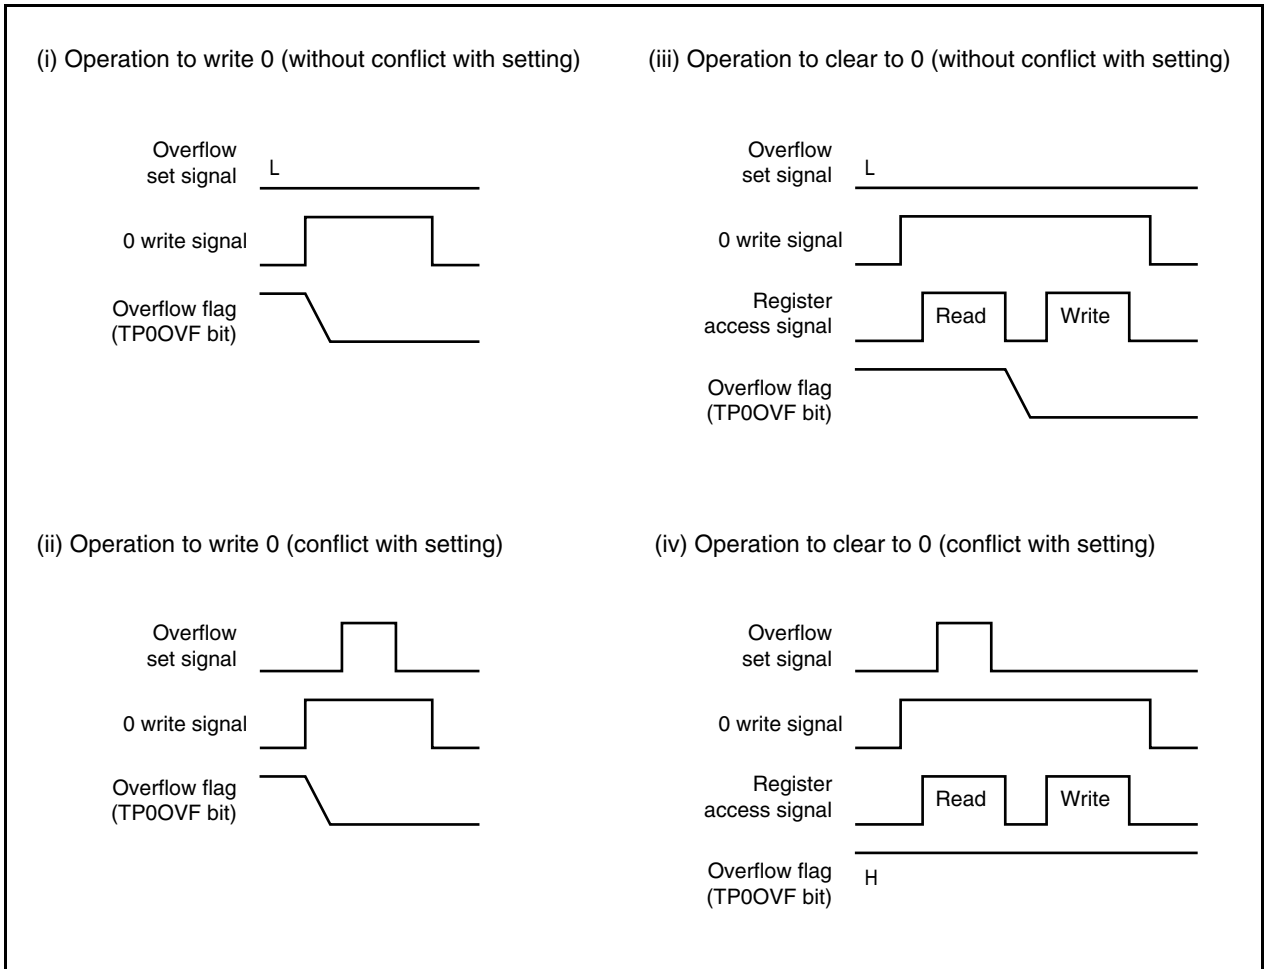 (i) Operation to write 0 (without conflict with setting)
Overflow
set signal
L
0 write signal
Overflow flag
(TP0OVF bit)
(iii) Operation to clear to 0 (without conflict with setting)
Overflow
set signal
L
0 write signal
Register
access signal
Read
Write
Overflow flag
(TP0OVF bit)
(ii) Operation to write 0 (conflict with setting)
Overflow
set signal
0 write signal
Overflow flag
(TP0OVF bit)
(iv) Operation to clear to 0 (conflict with setting)
Overflow
set signal
0 write signal
Register
access signal
Read
Write
Overflow flag
(TP0OVF bit)
H